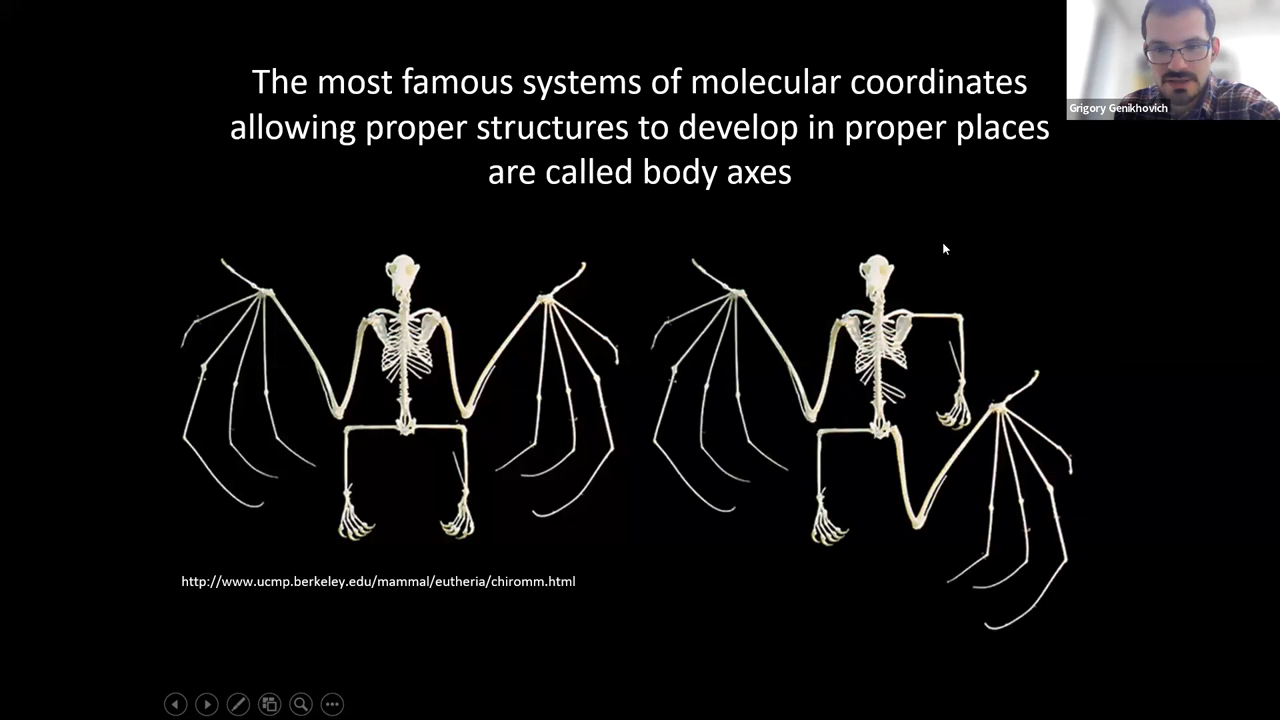 The most famous systems of molecular coordinates
allowing proper structures to develop in proper places
are called body axes
Grigory Genikhovich
http://www.ucmp.berkeley.edu/mammal/eutheria/chiromm.html